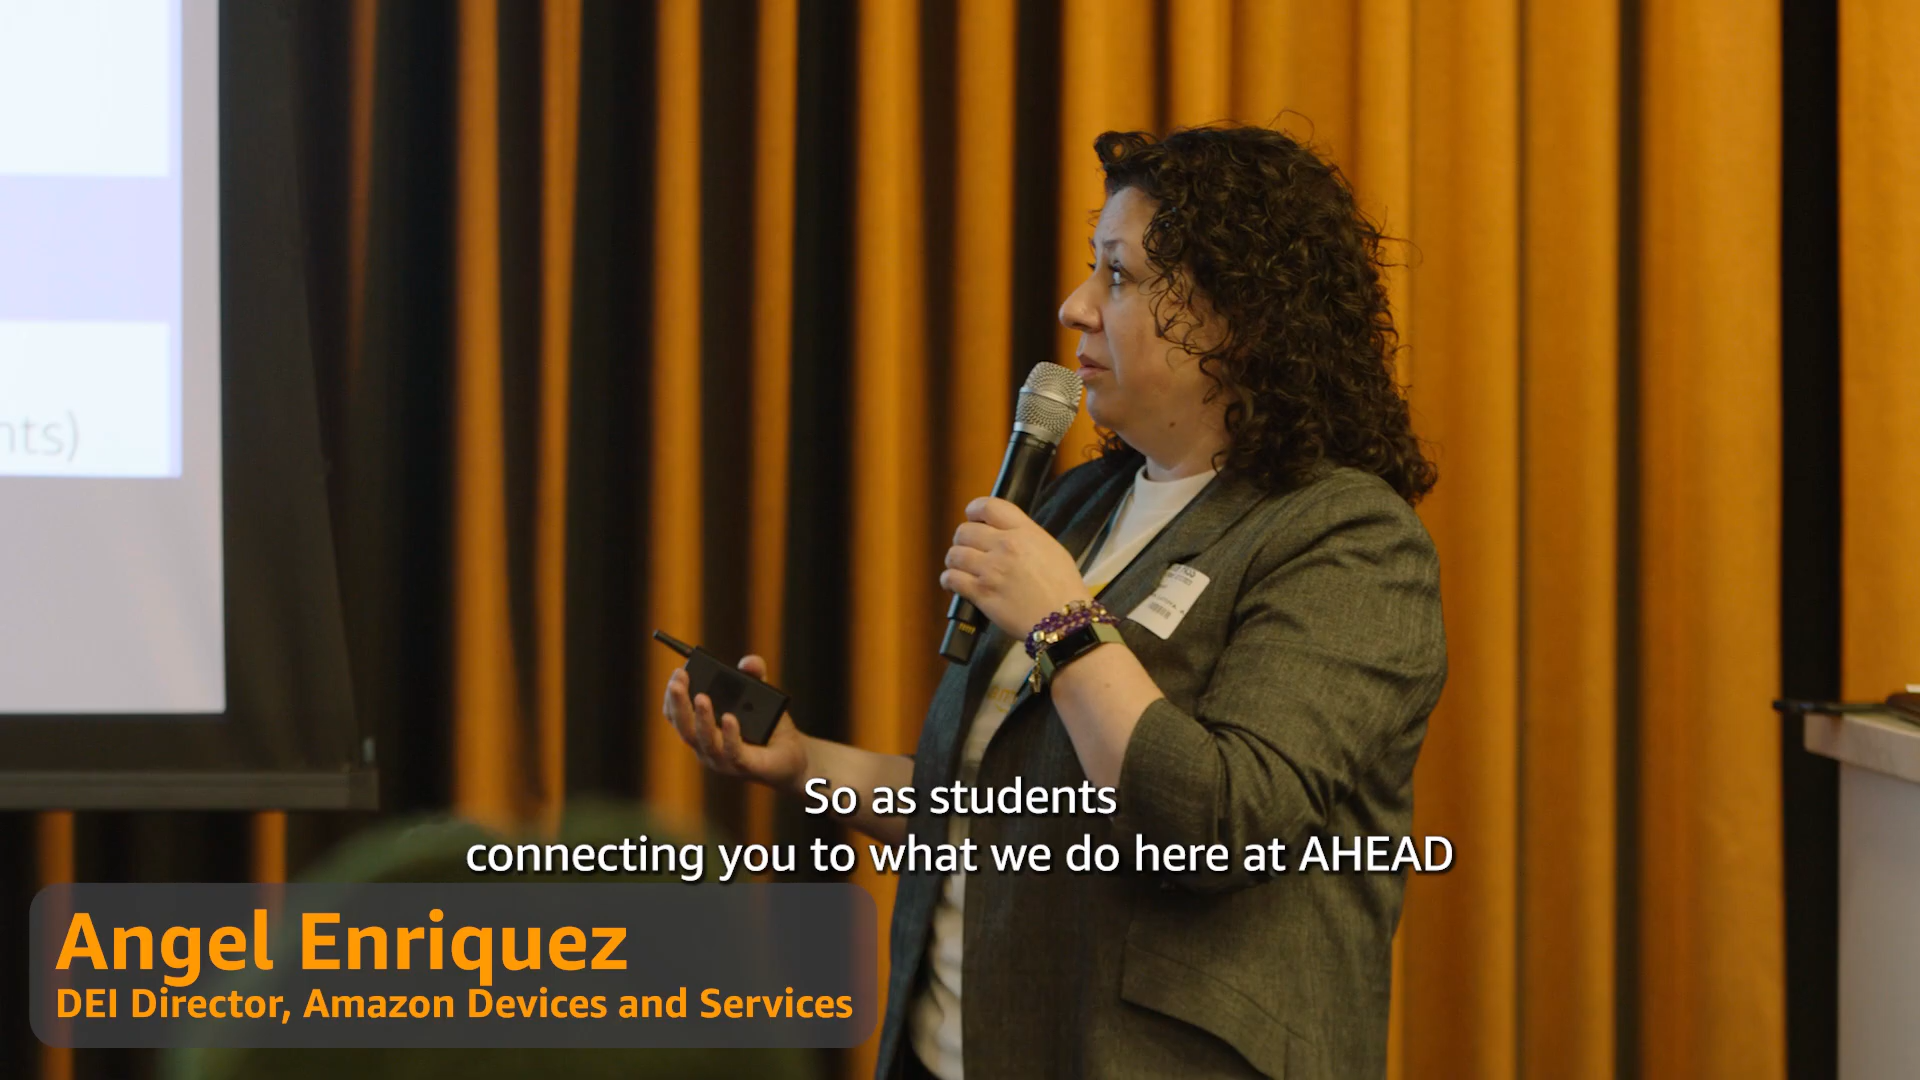 nts)
So as students
connecting you to what we do here at AHEAD
Angel Enriquez
DEI Director, Amazon Devices and Services